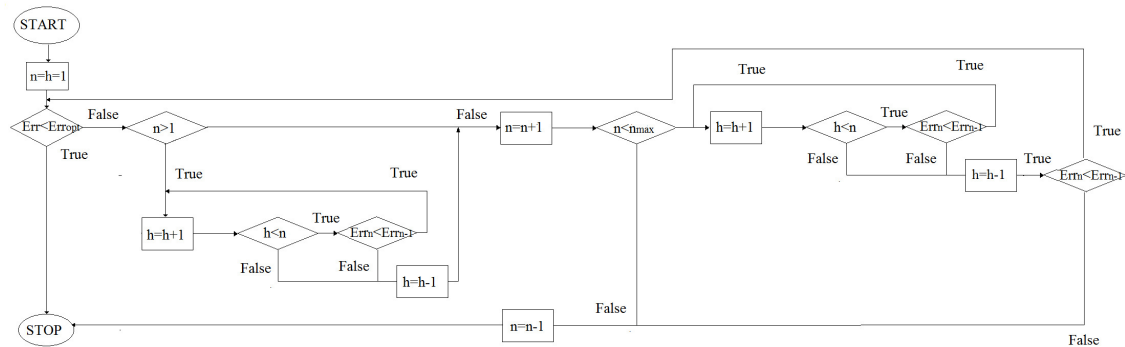 START
n=h=1
Err<Erropt
False
True
n>1
False
True
h=h+1
h<n
True
False
Errn<Errn-1
True
False
h=h-1
n=n+1
n<nmax
False
True
h=h+1
h<n
True
False
Errn<Errn-1
True
False
h=h-1
True
Errn<Errn-1
True
False
n=n-1
STOP